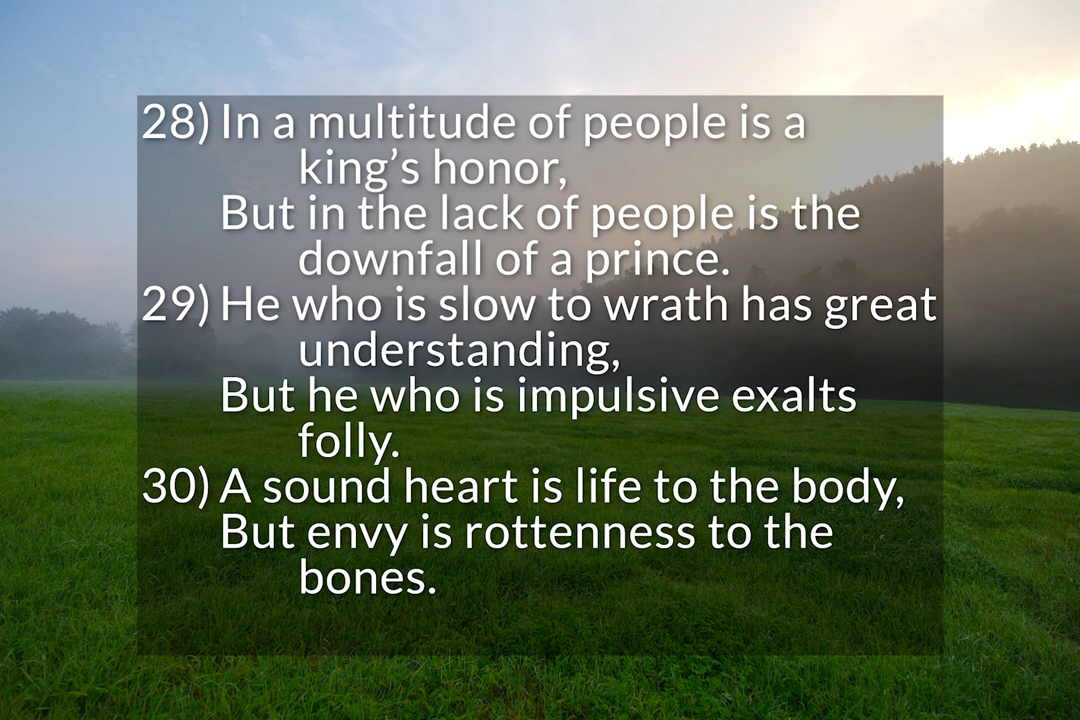 28) In a multitude of people is a
king’s honor,
But in the lack of people is the
downfall of a prince.
29) He who is slow to wrath has great
understanding,
But he who is impulsive exalts
folly.
30) A sound heart is life to the body,
But envy is rottenness to the
bones.